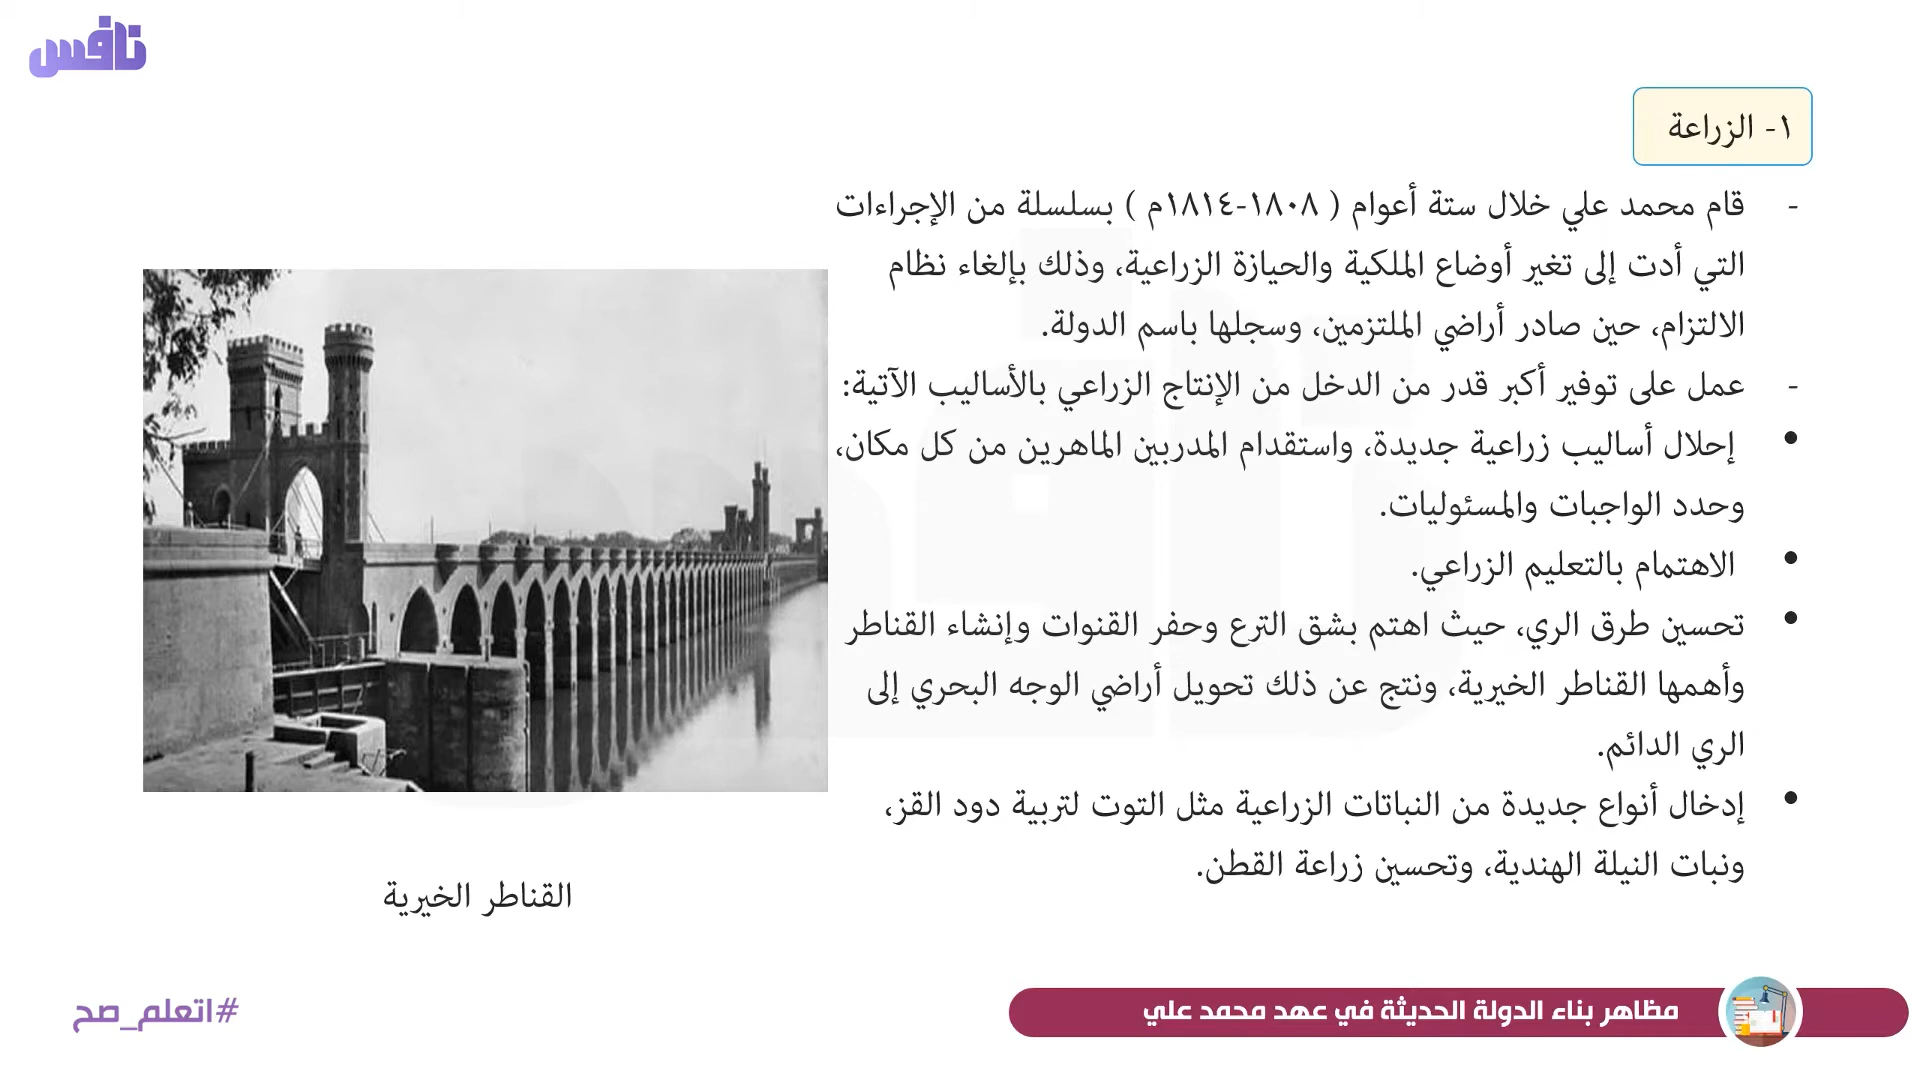 نافس
١- الزراعة
- قام محمد علي خلال ستة أعوام ( ١٨٠٨-١٨١٤م ) بسلسلة من الإجراءات
التي أدت إلى تغير أوضاع الملكية والحيازة الزراعية، وذلك بإلغاء نظام
الالتزام، حين صادر أراضي الملتزمين، وسجلها باسم الدولة.
- عمل على توفير أكبر قدر من الدخل من الإنتاج الزراعي بالأساليب الآتية:
• إحلال أساليب زراعية جديدة، واستقدام المدربين الماهرين من كل مكان،
وحدد الواجبات والمسئوليات.
• الاهتمام بالتعليم الزراعي.
• تحسين طرق الري، حيث اهتم بشق الترع وحفر القنوات وإنشاء القناطر
وأهمها القناطر الخيرية، ونتج عن ذلك تحويل أراضي الوجه البحري إلى
الري الدائم.
• إدخال أنواع جديدة من النباتات الزراعية مثل التوت لتربية دود القز،
ونبات النيلة الهندية، وتحسين زراعة القطن.
القناطر الخيرية
مظاهر بناء الدولة الحديثة في عهد محمد علي
#اتعلم_صح